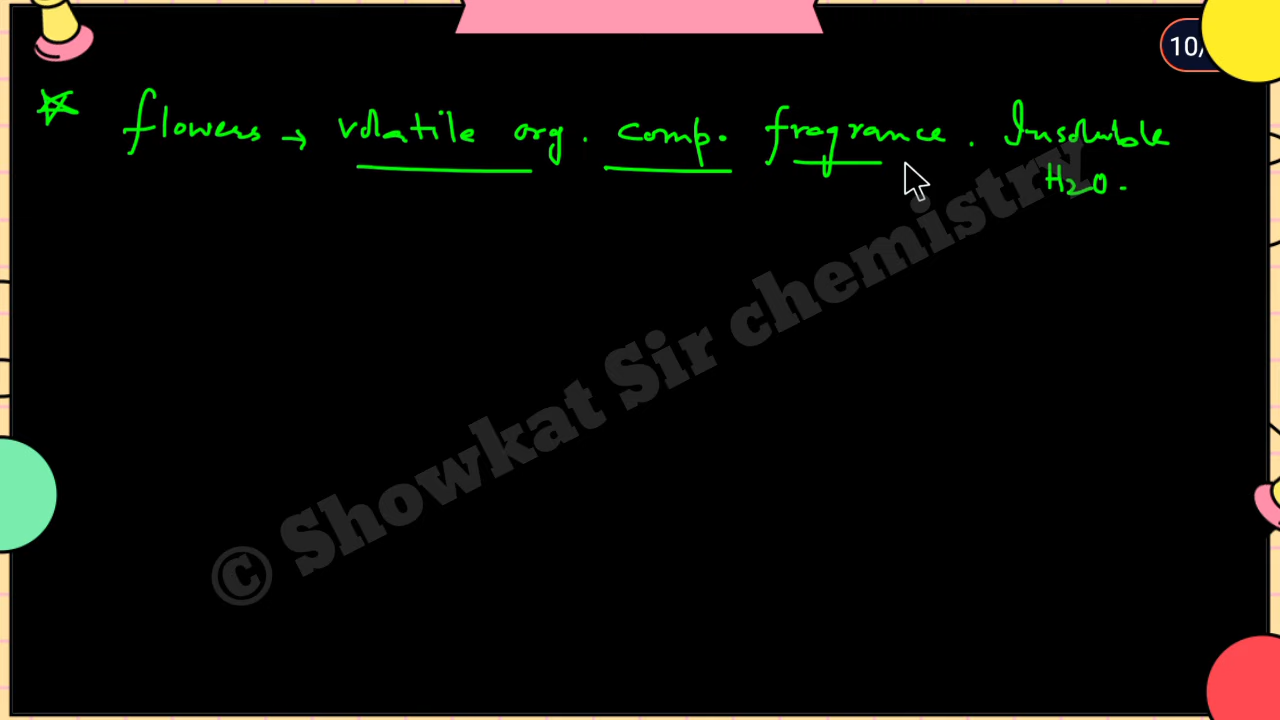 10/
☆ flowers → volatile org. comp. fragrance. Insoluble
H2O.
© Showkat Sir chemistry